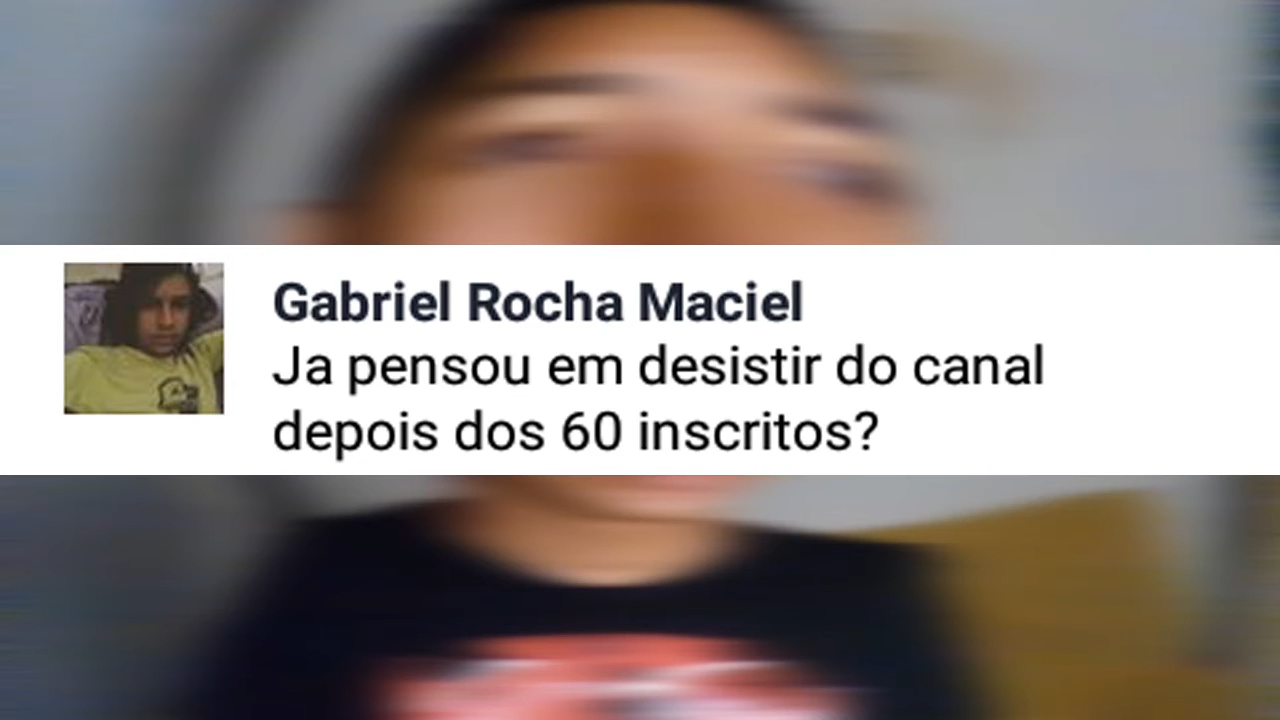 Gabriel Rocha Maciel
Ja pensou em desistir do canal
depois dos 60 inscritos?